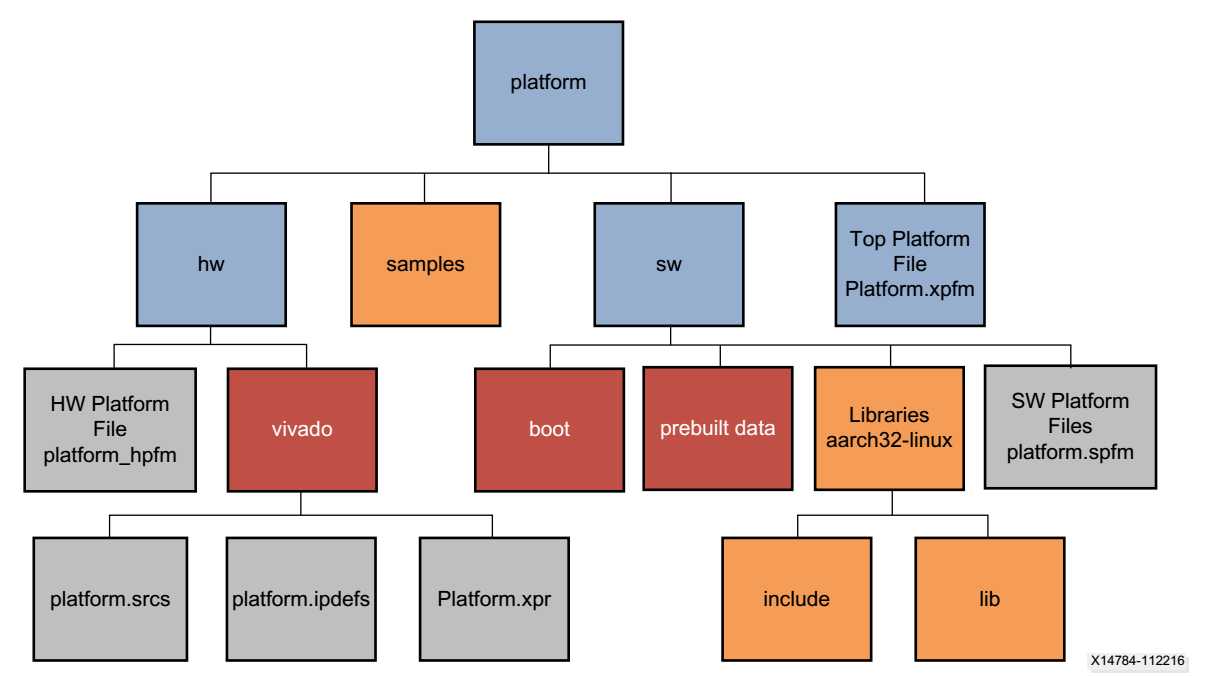 platform
hw
samples
sw
Top Platform
File
Platform.xpfm
HW Platform
File
platform_hpfm
vivado
boot
prebuilt data
Libraries
aarch32-linux
SW Platform
Files
platform.spfm
platform.srcs
platform.ipdefs
Platform.xpr
include
lib
X14784-112216